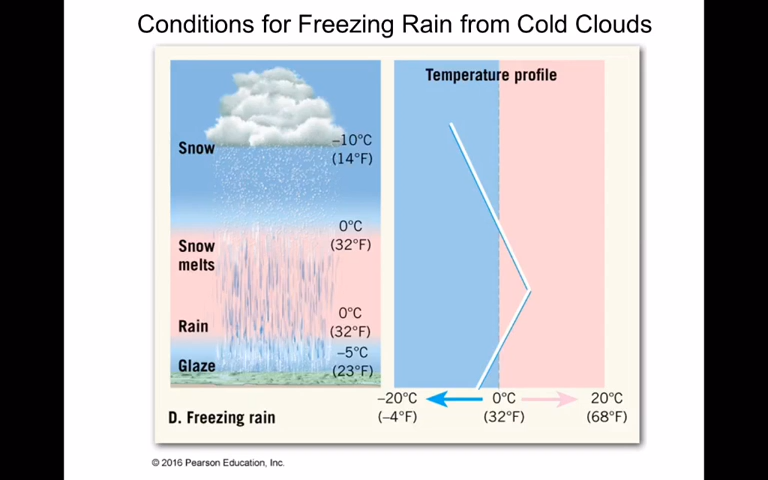 Conditions for Freezing Rain from Cold Clouds
Temperature profile
Snow
–10°C
(14°F)
0°C
(32°F)
Snow
melts
0°C
(32°F)
Rain
–5°C
(23°F)
Glaze
–20°C
(–4°F)
0°C
(32°F)
20°C
(68°F)
D. Freezing rain
© 2016 Pearson Education, Inc.